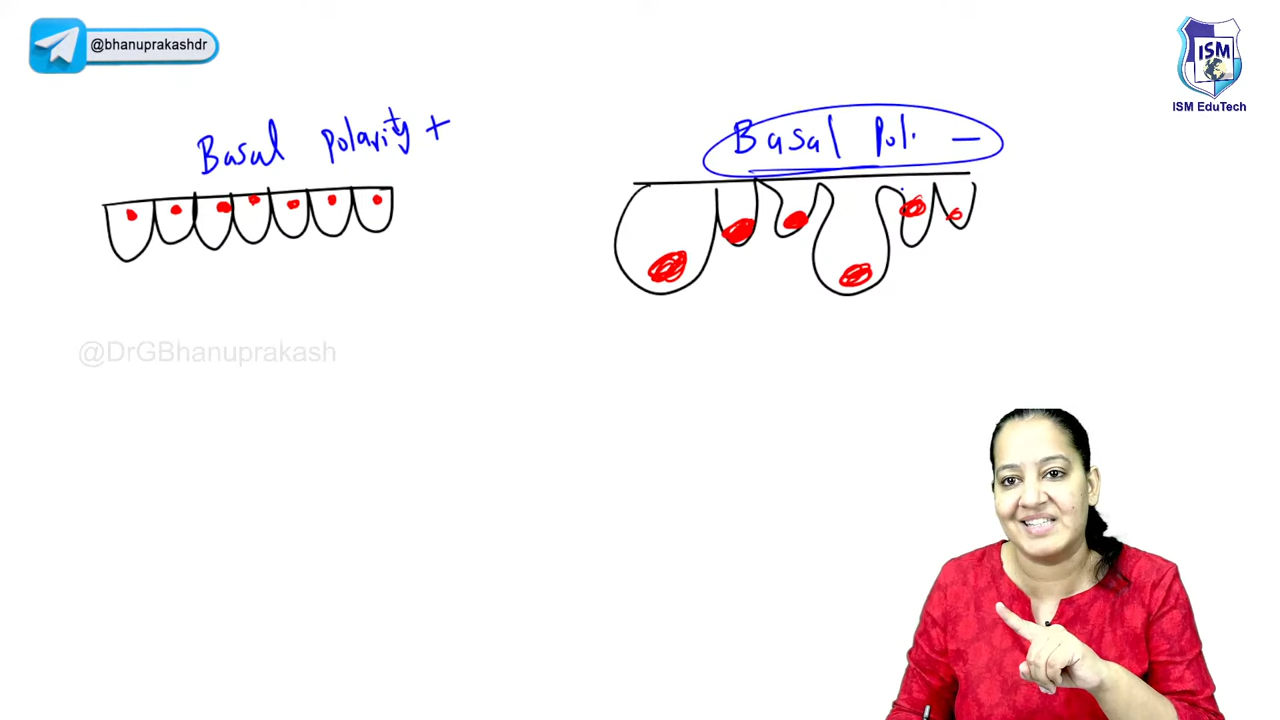 @bhanuprakashdr
ISM
ISM EduTech
Basal Polarity +
Basal Pol. -
@DrGBhanuprakash